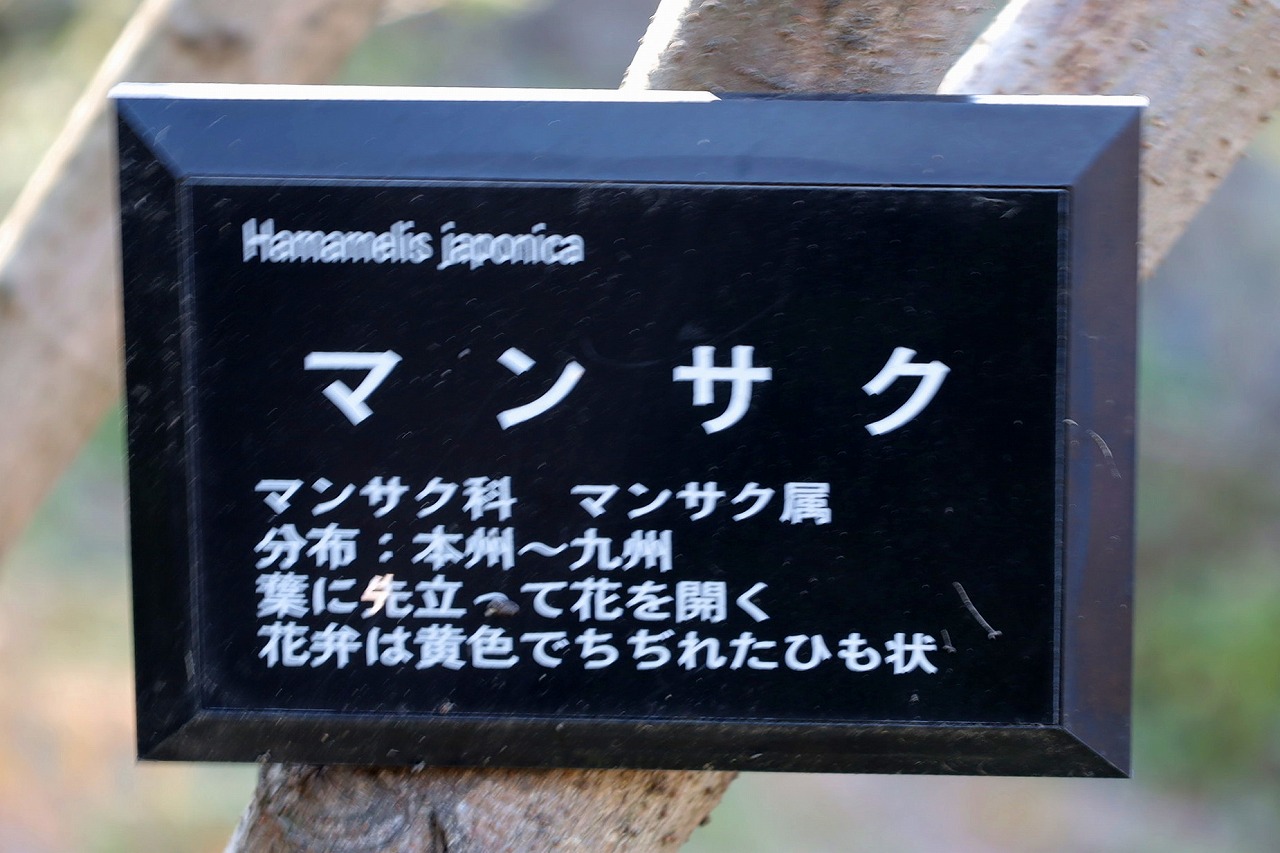 Hamamelis japonica
マンサク
マンサク科　マンサク属
分布：本州～九州
葉に先立って花を開く
花弁は黄色でちぢれたひも状